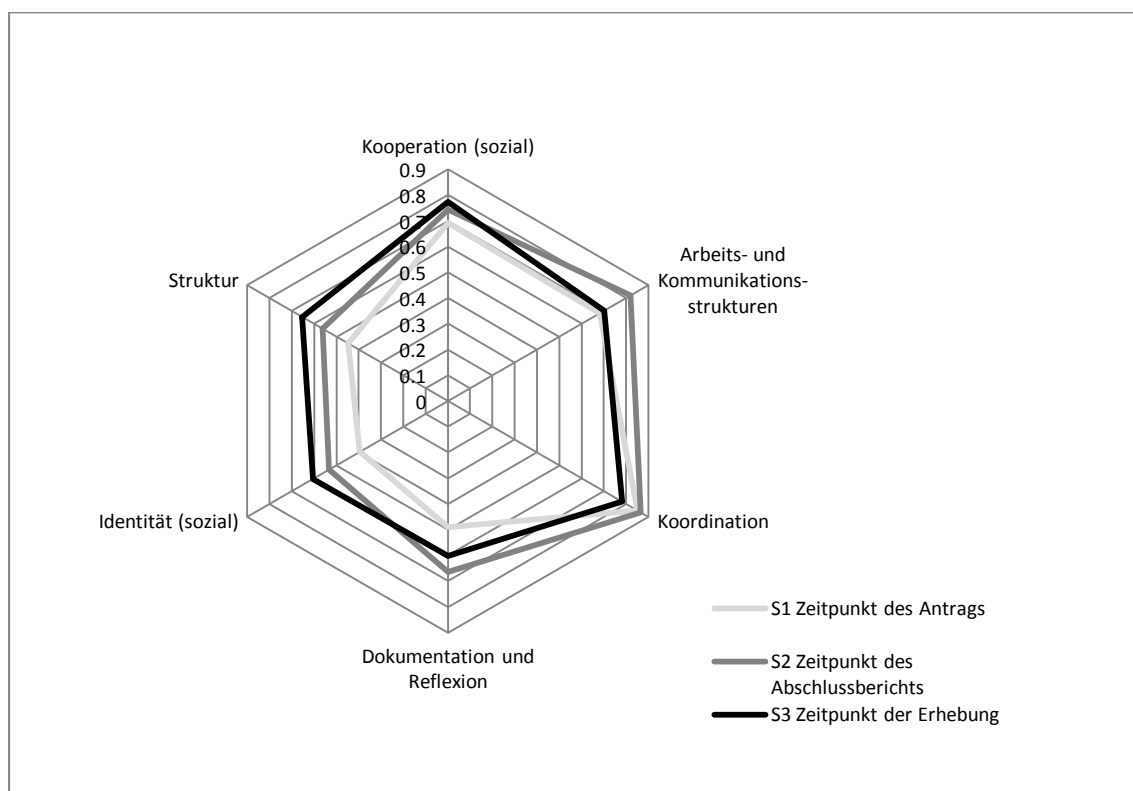 Kooperation (sozial)
0.9
0.8
0.7
0.6
0.5
0.4
0.3
0.2
0.1
0
Arbeits- und
Kommunikations-
strukturen
Koordination
Dokumentation und
Reflexion
Identität (sozial)
Struktur
S1 Zeitpunkt des Antrags
S2 Zeitpunkt des
Abschlussberichts
S3 Zeitpunkt der Erhebung